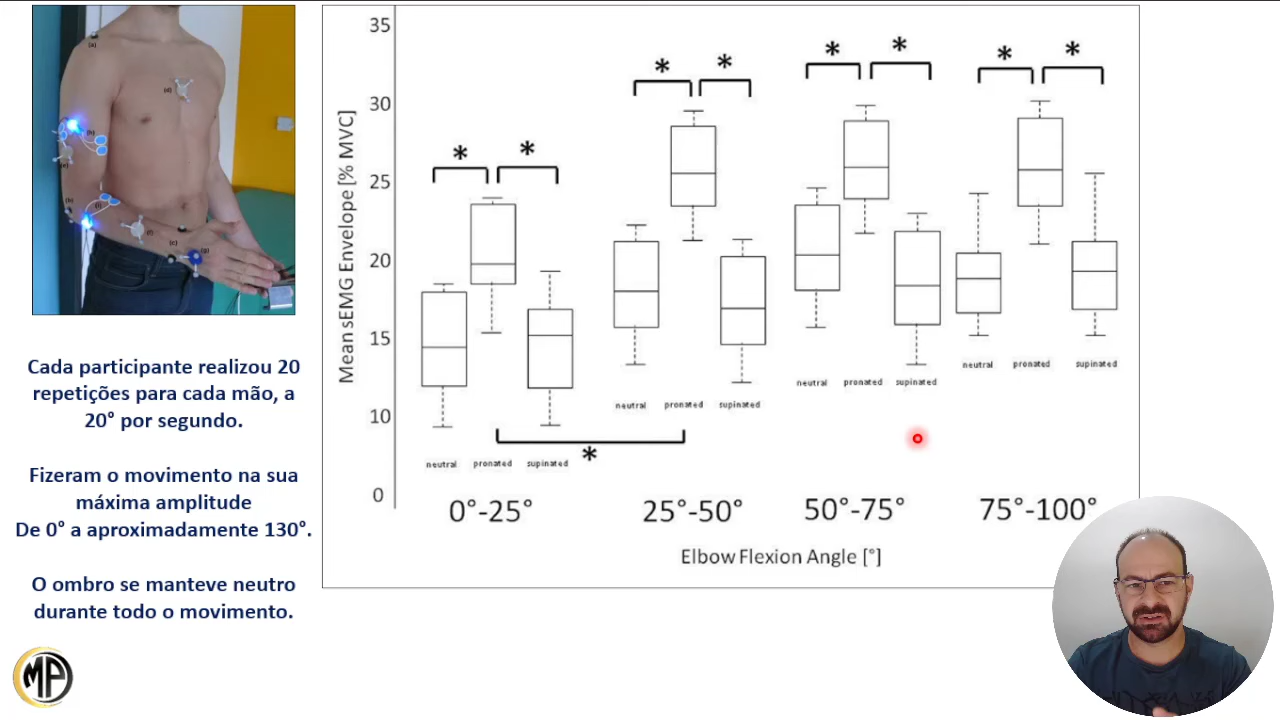 (a)
(d)
(h)
(e)
(b)
(i)
(f)
(c)
(g)
Cada participante realizou 20
repetições para cada mão, a
20° por segundo.
Fizeram o movimento na sua
máxima amplitude
De 0° a aproximadamente 130°.
O ombro se manteve neutro
durante todo o movimento.
MP
Mean sEMG Envelope [% MVC]
35
30
25
20
15
10
0
* *
* *
* *
* *
*
neutral pronated supinated
neutral pronated supinated
neutral pronated supinated
neutral pronated supinated
0°-25° 25°-50° 50°-75° 75°-100°
Elbow Flexion Angle [°]